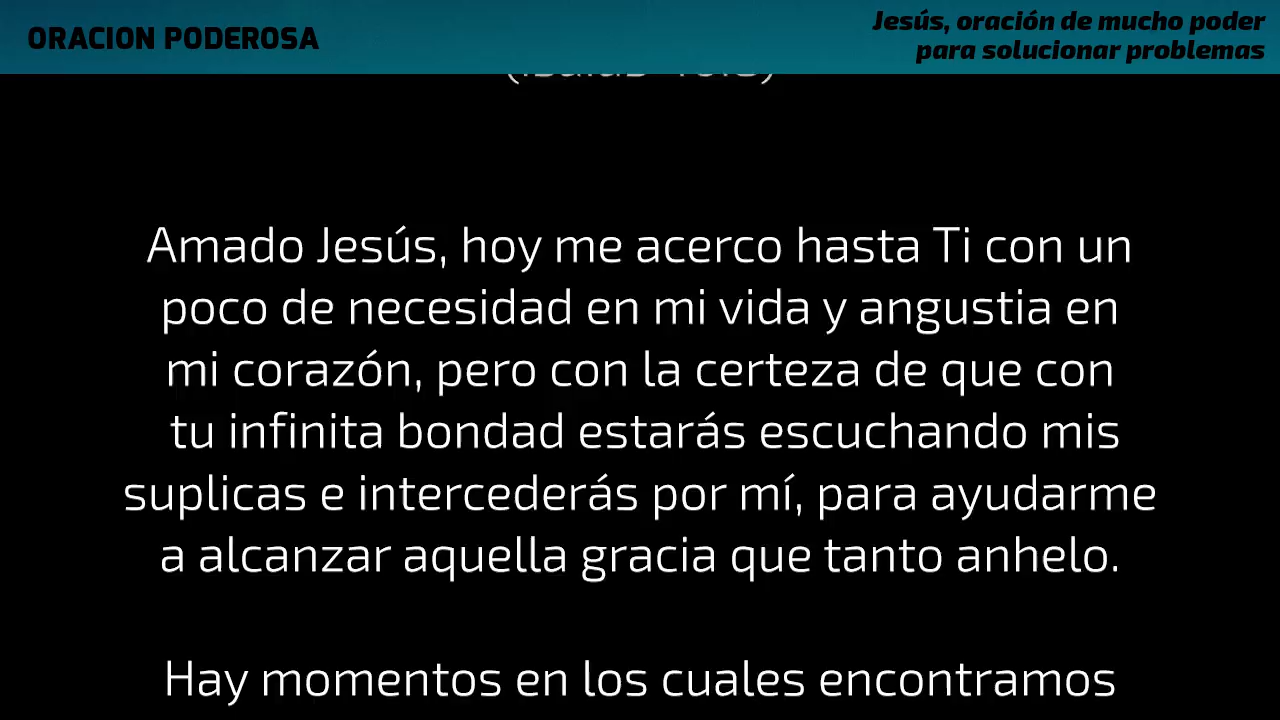 ORACION PODEROSA
Jesús, oración de mucho poder
para solucionar problemas
Amado Jesús, hoy me acerco hasta Ti con un
poco de necesidad en mi vida y angustia en
mi corazón, pero con la certeza de que con
tu infinita bondad estarás escuchando mis
suplicas e intercederás por mí, para ayudarme
a alcanzar aquella gracia que tanto anhelo.
Hay momentos en los cuales encontramos